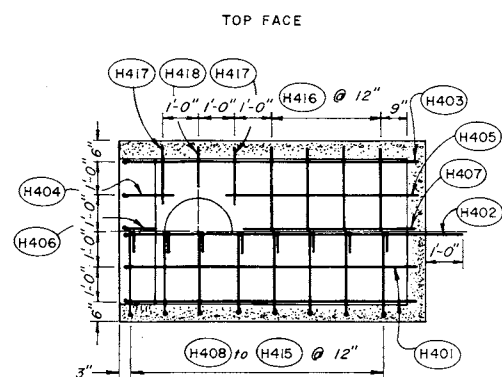 TOP FACE
H417 H418 H417
1'-0" 1'-0" 1'-0" H416 @ 12" 9" H403
H405
H407
H402
H404
H406
6"
1'-0"
1'-0"
1'-0"
1'-0"
6"
1'-0"
H401
3" H408 to H415 @ 12"